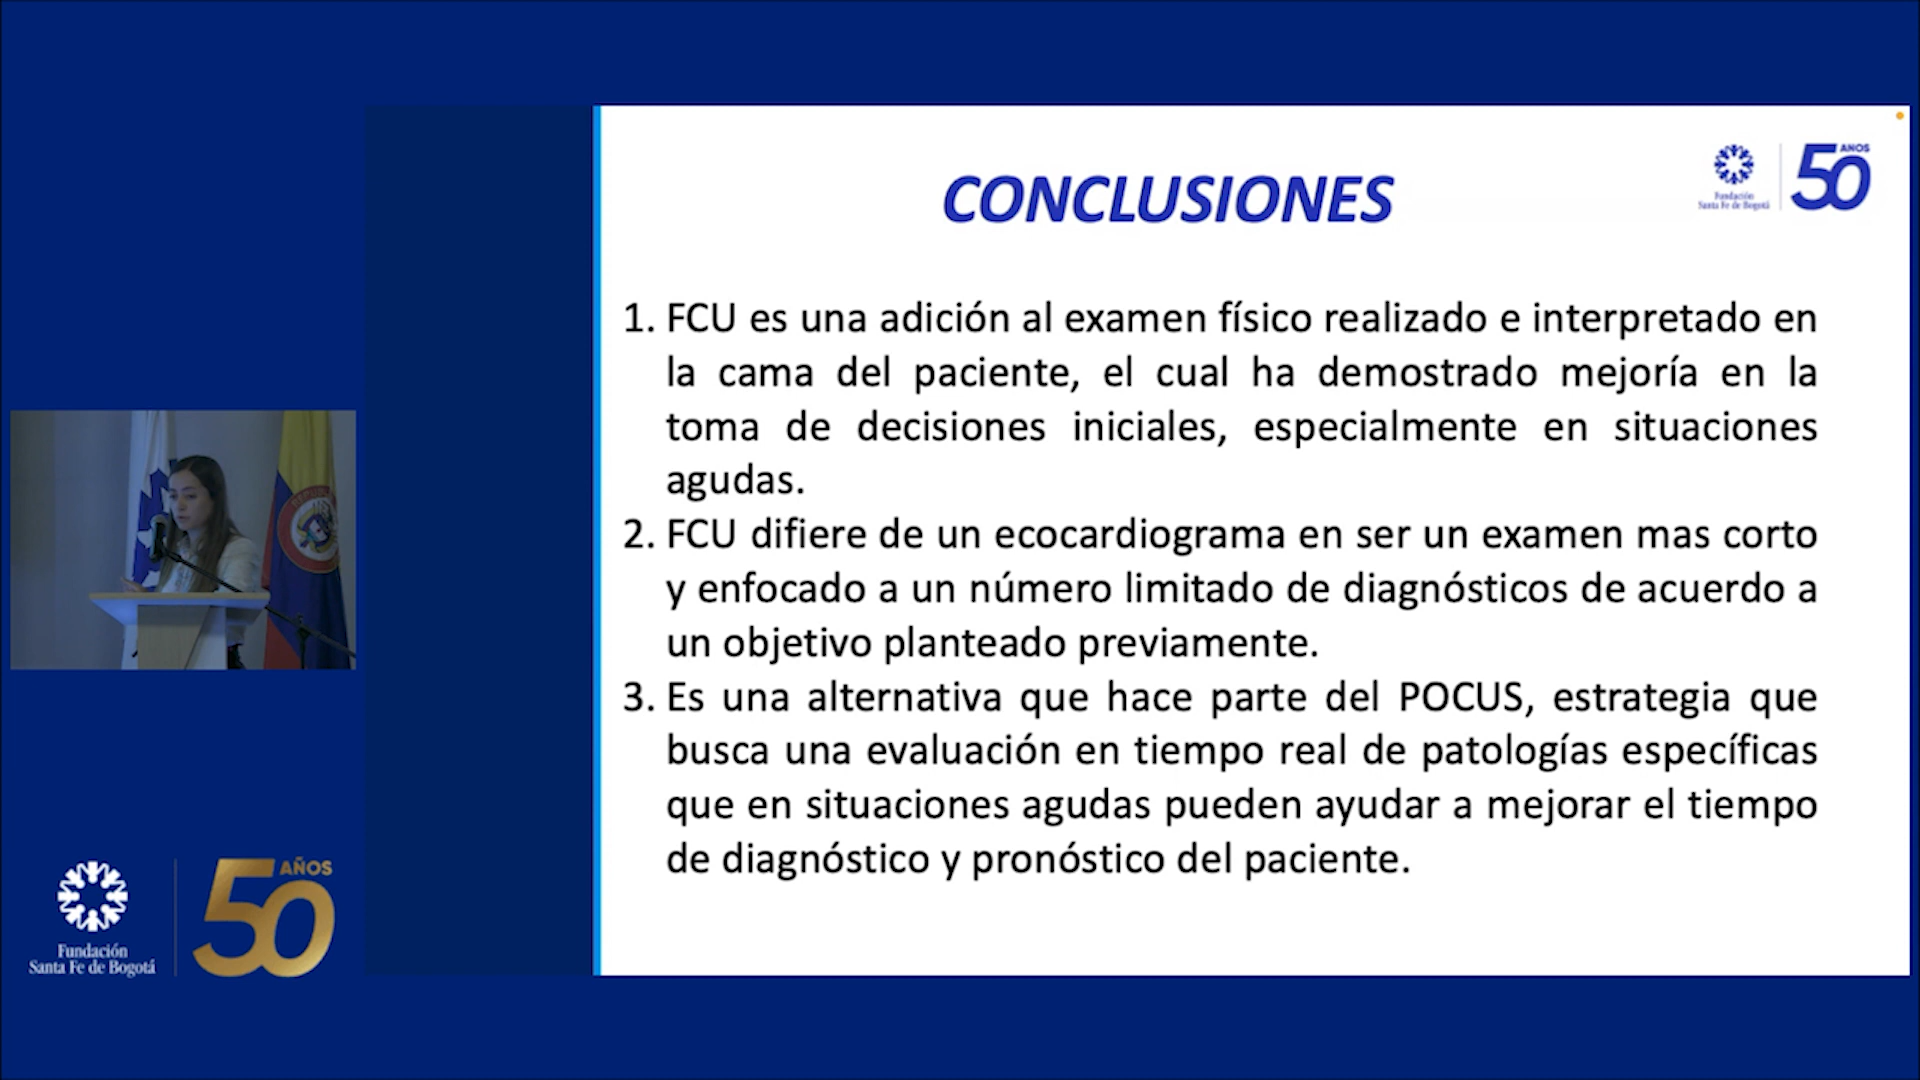 CONCLUSIONES
Fundación
Santa Fe de Bogotá
50
AÑOS
1. FCU es una adición al examen físico realizado e interpretado en
la cama del paciente, el cual ha demostrado mejoría en la
toma de decisiones iniciales, especialmente en situaciones
agudas.
2. FCU difiere de un ecocardiograma en ser un examen mas corto
y enfocado a un número limitado de diagnósticos de acuerdo a
un objetivo planteado previamente.
3. Es una alternativa que hace parte del POCUS, estrategia que
busca una evaluación en tiempo real de patologías específicas
que en situaciones agudas pueden ayudar a mejorar el tiempo
de diagnóstico y pronóstico del paciente.
Fundación
Santa Fe de Bogotá
50
AÑOS